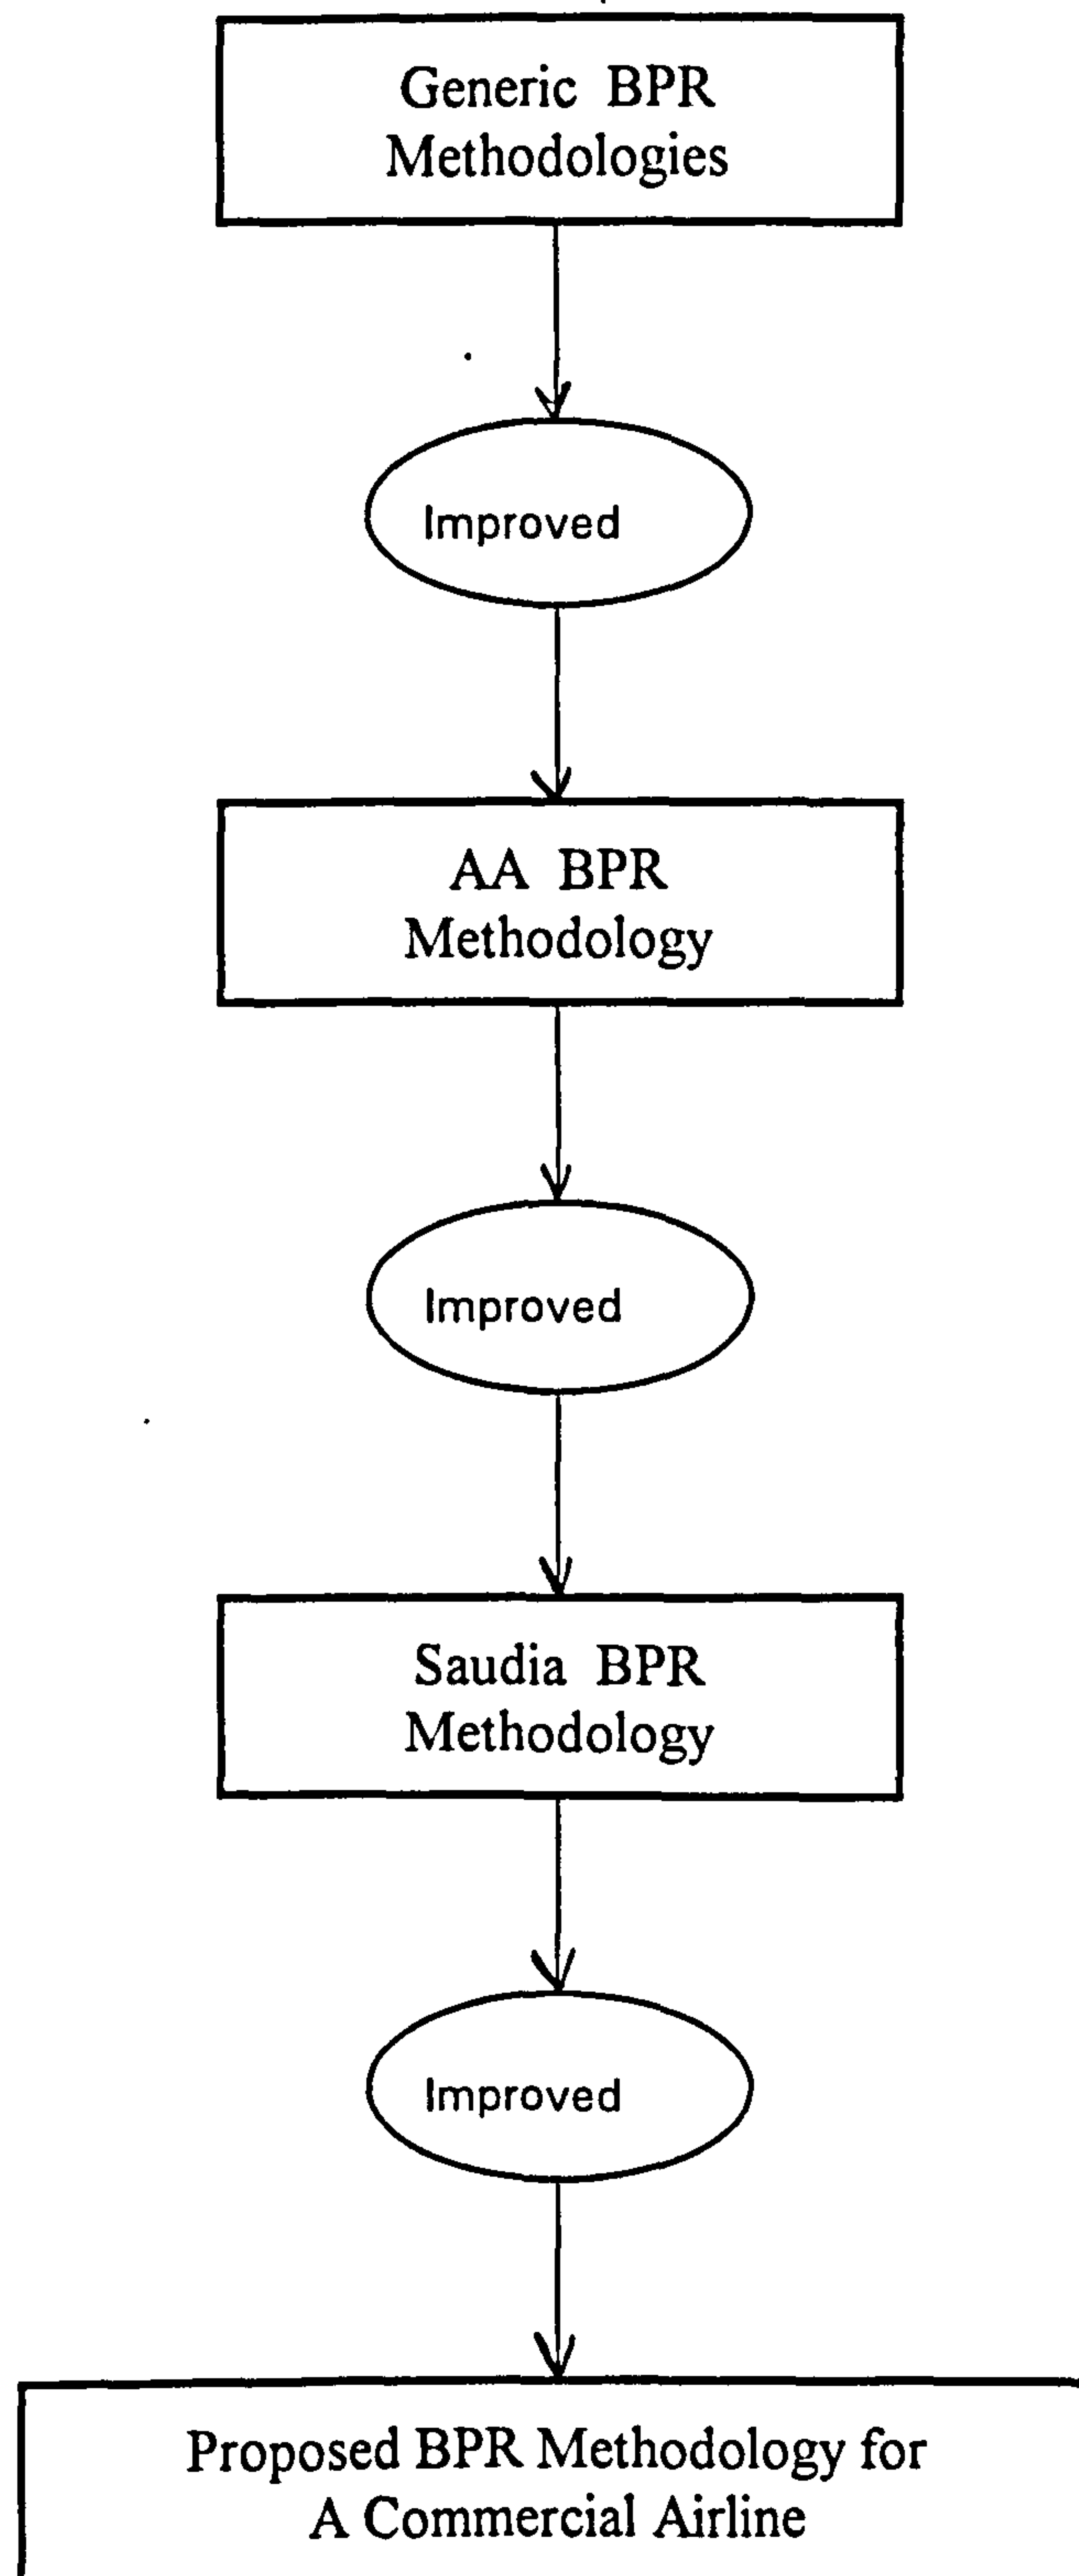 Generic BPR
Methodologies
Improved
AA BPR
Methodology
Improved
Saudia BPR
Methodology
Improved
Proposed BPR Methodology for
A Commercial Airline